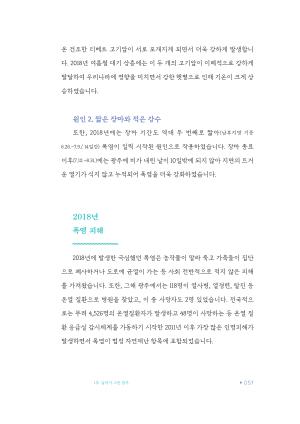 운 건조한 티베트 고기압이 서로 포개지게 되면서 더욱 강하게 발생합니
다. 2018년 여름철 대기 상층에는 이 두 개의 고기압이 이례적으로 강하게
발달하여 우리나라에 영향을 미치면서 강한 햇볕으로 인해 기온이 크게 상
승하였습니다.
원인 2. 짧은 장마와 적은 강수
또한, 2018년에는 장마 기간도 역대 두 번째로 짧아(남부지방 기준
6.26.~7.9./ 14일간) 폭염이 일찍 시작된 원인으로 작용하였습니다. 장마 종료
이후(7.10.~8.31.)에는 광주에 비가 내린 날이 10일밖에 되지 않아 지면의 뜨거
운 열기가 식지 않고 누적되어 폭염을 더욱 강화하였습니다.
2018년
폭염 피해
2018년에 발생한 극심했던 폭염은 농작물이 말라 죽고 가축들이 집단
으로 폐사하거나 도로에 균열이 가는 등 사회 전반적으로 적지 않은 피해
를 가져왔습니다. 또한, 그해 광주에서는 118명이 열사병, 열경련, 탈진 등
온열 질환으로 병원을 찾았고, 이 중 사망자도 2명 있었습니다. 전국적으
로는 무려 4,526명의 온열질환자가 발생하고 48명이 사망하는 등 온열 질
환 응급실 감시체계를 가동하기 시작한 2011년 이후 가장 많은 인명피해가
발생하면서 폭염이 법정 자연재난 항목에 포함되었습니다.
057